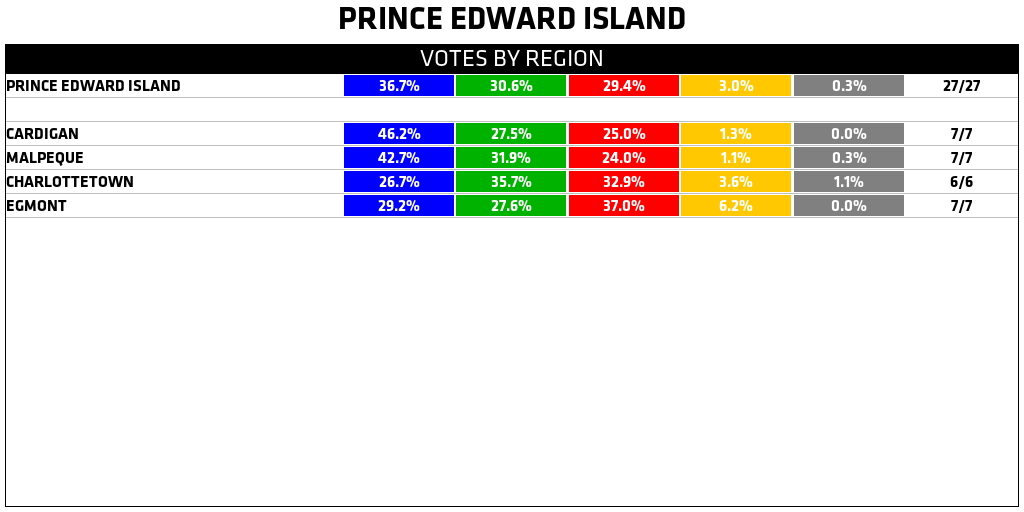 PRINCE EDWARD ISLAND
VOTES BY REGION
PRINCE EDWARD ISLAND 36.7% 30.6% 29.4% 3.0% 0.3% 27/27
CARDIGAN 46.2% 27.5% 25.0% 1.3% 0.0% 7/7
MALPEQUE 42.7% 31.9% 24.0% 1.1% 0.3% 7/7
CHARLOTTETOWN 26.7% 35.7% 32.9% 3.6% 1.1% 6/6
EGMONT 29.2% 27.6% 37.0% 6.2% 0.0% 7/7